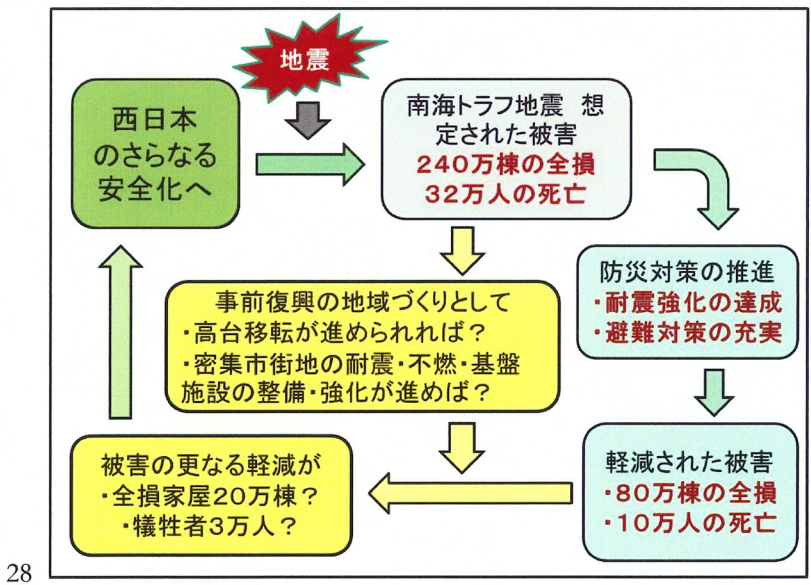 地震
西日本
のさらなる
安全化へ
南海トラフ地震 想
定された被害
240万棟の全損
32万人の死亡
防災対策の推進
・耐震強化の達成
・避難対策の充実
事前復興の地域づくりとして
・高台移転が進められれば?
・密集市街地の耐震・不燃・基盤
施設の整備・強化が進めば?
被害の更なる軽減が
・全損家屋20万棟?
・犠牲者3万人?
軽減された被害
・80万棟の全損
・10万人の死亡
28